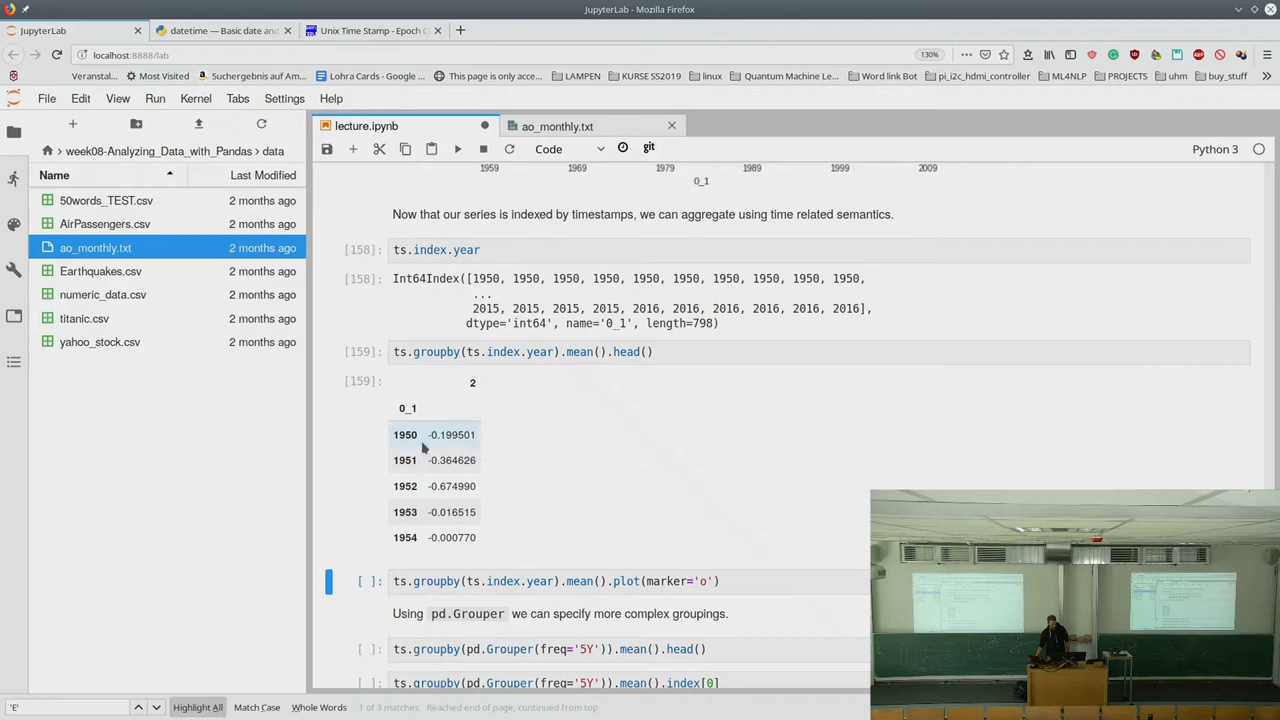 JupyterLab - Mozilla Firefox
JupyterLab
datetime — Basic date and
Unix Time Stamp - Epoch C
localhost:8888/lab
130%
Veranstal...
Most Visited
Suchergebnis auf Am...
Lohra Cards - Google ...
This page is only acce...
LAMPEN
KURSE SS2019
linux
Quantum Machine Le...
Word link Bot
pi_i2c_hdmi_controller
ML4NLP
PROJECTS
uhm
buy_stuff
File Edit View Run Kernel Tabs Settings Help
week08-Analyzing_Data_with_Pandas / data
Name Last Modified
50words_TEST.csv 2 months ago
AirPassengers.csv 2 months ago
ao_monthly.txt 2 months ago
Earthquakes.csv 2 months ago
numeric_data.csv 2 months ago
titanic.csv 2 months ago
yahoo_stock.csv 2 months ago
lecture.ipynb
ao_monthly.txt
Code
git
Python 3
1959 1969 1979 1989 1999 2009
0_1
Now that our series is indexed by timestamps, we can aggregate using time related semantics.
[158]: ts.index.year
[158]: Int64Index([1950, 1950, 1950, 1950, 1950, 1950, 1950, 1950, 1950, 1950,
...
2015, 2015, 2015, 2015, 2016, 2016, 2016, 2016, 2016, 2016],
dtype='int64', name='0_1', length=798)
[159]: ts.groupby(ts.index.year).mean().head()
[159]: 2
0_1
1950 -0.199501
1951 -0.364626
1952 -0.674990
1953 -0.016515
1954 -0.000770
[ ]: ts.groupby(ts.index.year).mean().plot(marker='o')
Using pd.Grouper we can specify more complex groupings.
[ ]: ts.groupby(pd.Grouper(freq='5Y')).mean().head()
[ ]: ts.groupby(pd.Grouper(freq='5Y')).mean().index[0]
'E'
Highlight All Match Case Whole Words 1 of 3 matches Reached end of page, continued from top